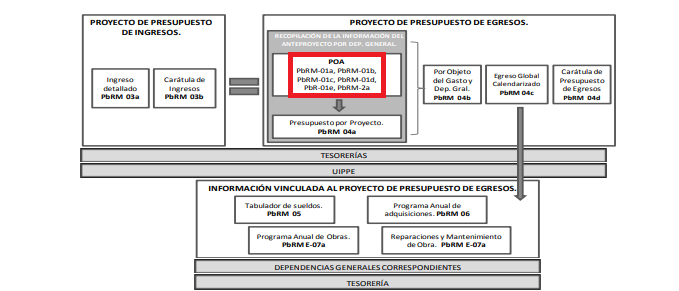 PROYECTO DE PRESUPUESTO
DE INGRESOS.
Ingreso
detallado
PbRM 03a
Carátula de
Ingresos
PbRM 03b
PROYECTO DE PRESUPUESTO DE EGRESOS.
RECOPILACIÓN DE LA INFORMACIÓN DEL
ANTEPROYECTO POR DEP. GENERAL.
POA
PbRM-01a, PbRM-01b,
PbRM-01c, PbRM-01d,
PbR-01e, PbRM-2a
Presupuesto por Proyecto.
PbRM 04a
Por Objeto
del Gasto y
Dep. Gral.
PbRM 04b
Egreso Global
Calendarizado
PbRM 04c
Carátula de
Presupuesto
de Egresos
PbRM 04d
TESORERÍAS
UIPPE
INFORMACIÓN VINCULADA AL PROYECTO DE PRESUPUESTO DE EGRESOS.
Tabulador de sueldos.
PbRM 05
Programa Anual de
adquisiciones. PbRM 06
Programa Anual de Obras.
PbRM E-07a
Reparaciones y Mantenimiento
de Obra. PbRM E-07a
DEPENDENCIAS GENERALES CORRESPONDIENTES
TESORERÍA